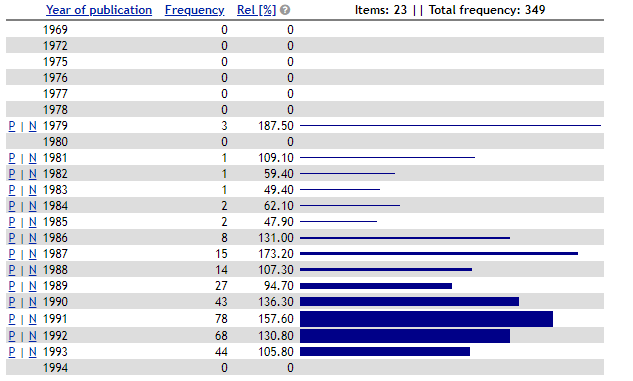 Year of publication Frequency Rel [%] ? Items: 23 || Total frequency: 349
1969 0 0
1972 0 0
1975 0 0
1976 0 0
1977 0 0
1978 0 0
P | N 1979 3 187.50
1980 0 0
P | N 1981 1 109.10
P | N 1982 1 59.40
P | N 1983 1 49.40
P | N 1984 2 62.10
P | N 1985 2 47.90
P | N 1986 8 131.00
P | N 1987 15 173.20
P | N 1988 14 107.30
P | N 1989 27 94.70
P | N 1990 43 136.30
P | N 1991 78 157.60
P | N 1992 68 130.80
P | N 1993 44 105.80
1994 0 0